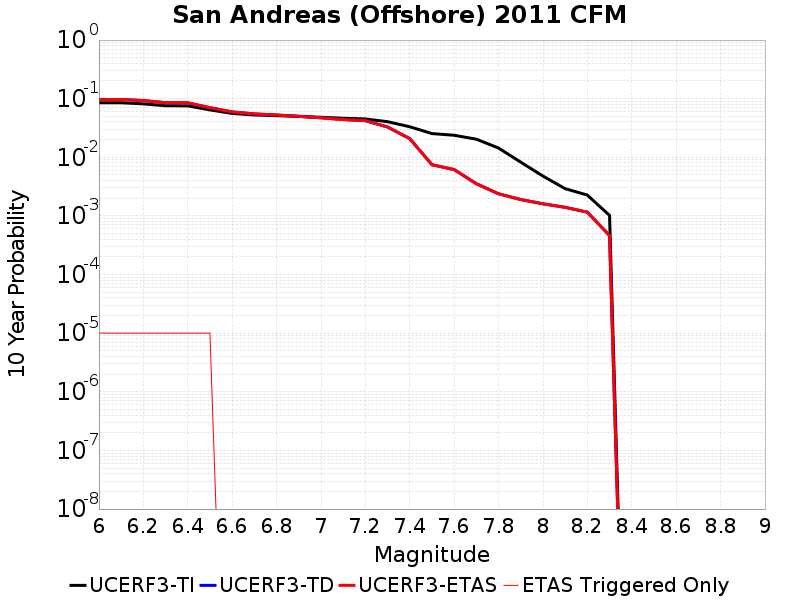 San Andreas (Offshore) 2011 CFM
10 Year Probability
10^0
10^-1
10^-2
10^-3
10^-4
10^-5
10^-6
10^-7
10^-8
6 6.2 6.4 6.6 6.8 7 7.2 7.4 7.6 7.8 8 8.2 8.4 8.6 8.8 9
Magnitude
UCERF3-TI UCERF3-TD UCERF3-ETAS ETAS Triggered Only